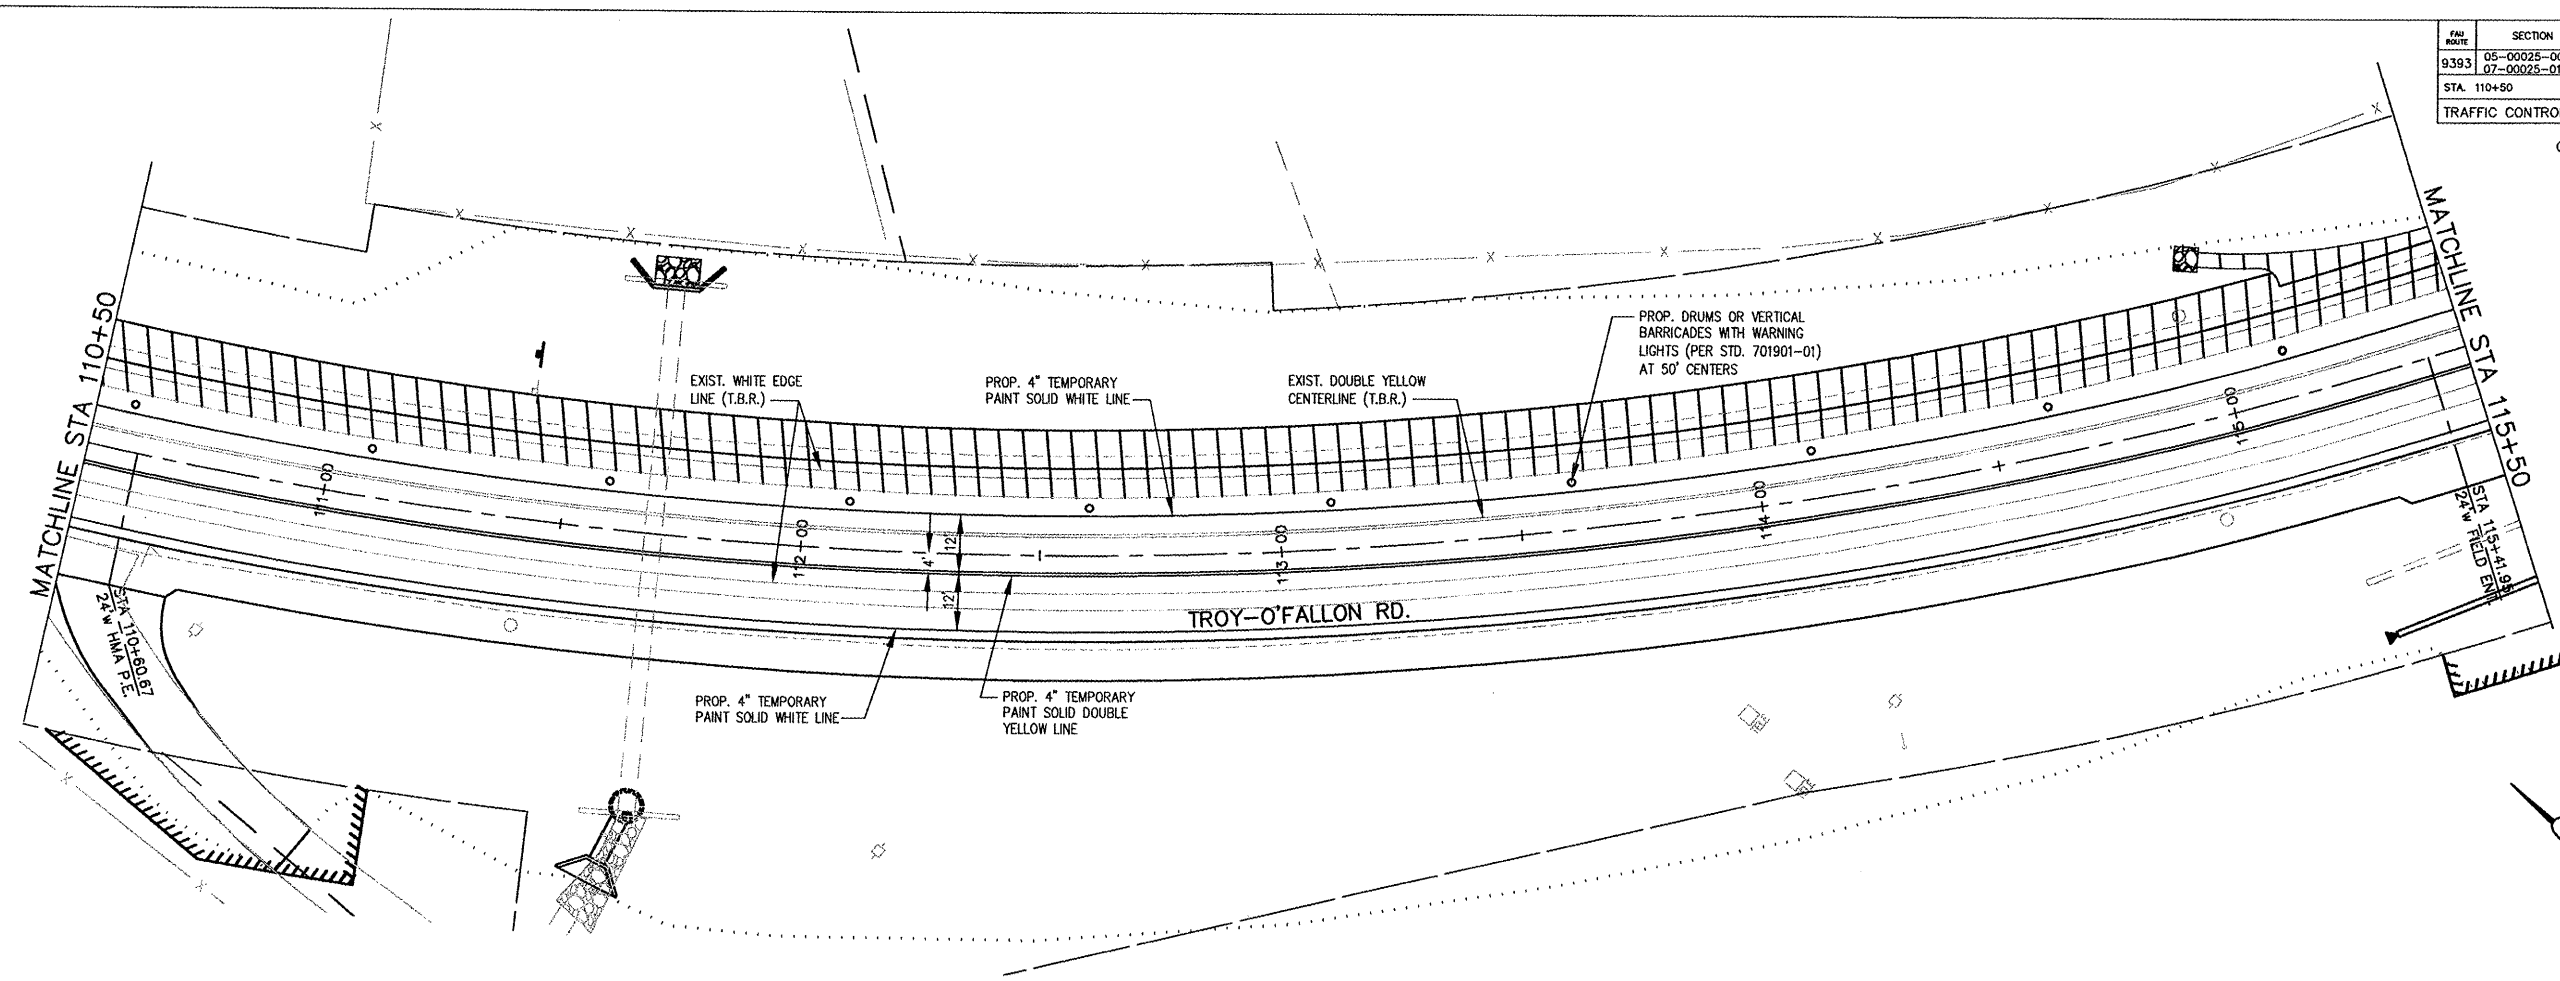 FAU
ROUTE
SECTION
9393
05-00025-00
07-00025-01
STA. 110+50
TRAFFIC CONTRO
MATCHLINE STA 110+50
MATCHLINE STA 115+50
PROP. DRUMS OR VERTICAL
BARRICADES WITH WARNING
LIGHTS (PER STD. 701901-01)
AT 50' CENTERS
EXIST. WHITE EDGE
LINE (T.B.R.)
PROP. 4" TEMPORARY
PAINT SOLID WHITE LINE
EXIST. DOUBLE YELLOW
CENTERLINE (T.B.R.)
111+00
112+00
113+00
114+00
115+00
12'
4'
12'
TROY-O'FALLON RD.
STA 110+60.67
24'w HMA P.E.
STA 115+41.95
24'w FIELD ENT.
PROP. 4" TEMPORARY
PAINT SOLID WHITE LINE
PROP. 4" TEMPORARY
PAINT SOLID DOUBLE
YELLOW LINE